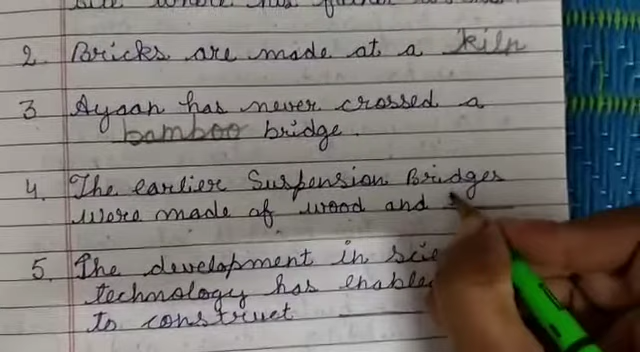 2. Bricks are made at a kiln
3 Ayaan has never crossed a
bamboo bridge.
4. The earlier Suspension Bridges
were made of wood and
5. The development in
technology has
to construct